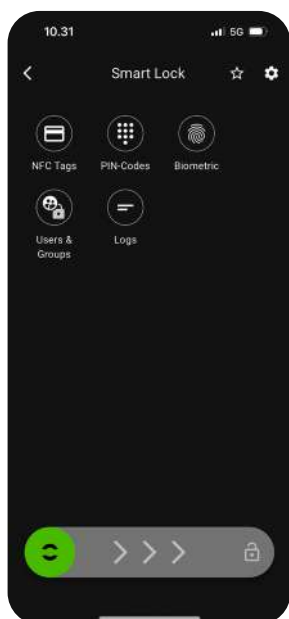 10.31
5G
Smart Lock
NFC Tags
PIN-Codes
Biometric
Users &
Groups
Logs